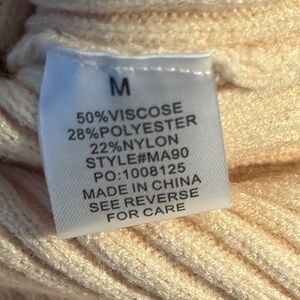 M
50%VISCOSE
28%POLYESTER
22%NYLON
STYLE#MA90
PO:1008125
MADE IN CHINA
SEE REVERSE
FOR CARE